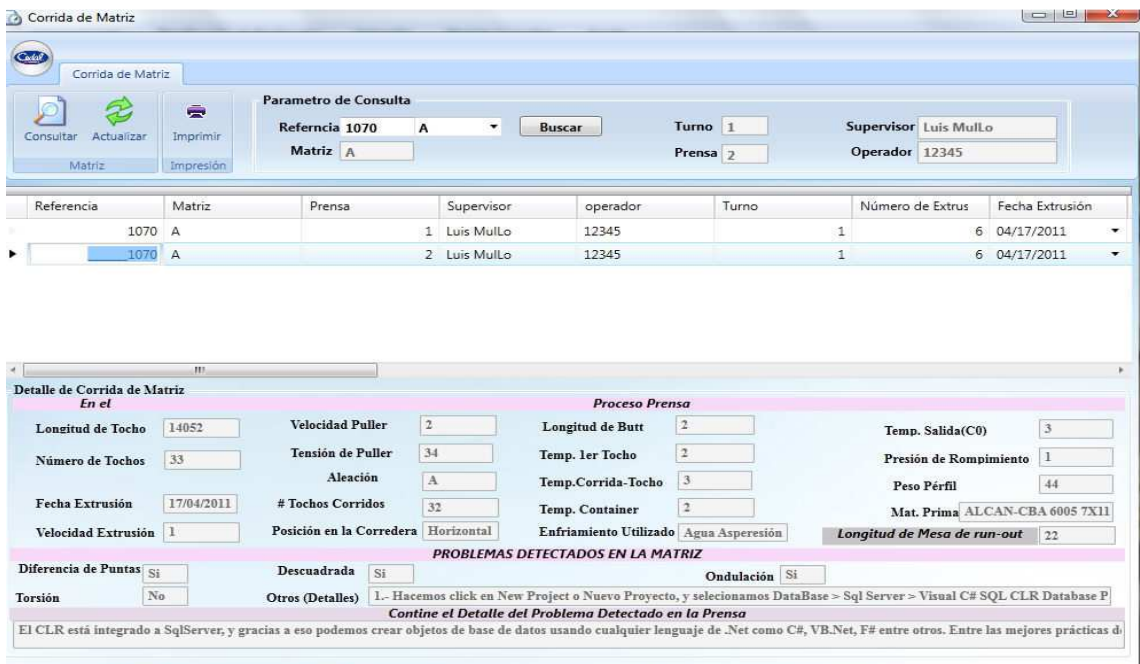 Corrida de Matriz
Cedal
Corrida de Matriz
Consultar Actualizar
Matriz
Imprimir
Impresión
Parametro de Consulta
Referncia 1070 A Buscar Turno 1 Supervisor Luis MulLo
Matriz A Prensa 2 Operador 12345
Referencia Matriz Prensa Supervisor operador Turno Número de Extrus Fecha Extrusión
1070 A 1 Luis MulLo 12345 1 6 04/17/2011
1070 A 2 Luis MulLo 12345 1 6 04/17/2011
Detalle de Corrida de Matriz
En el Proceso Prensa
Longitud de Tocho 14052 Velocidad Puller 2 Longitud de Butt 2 Temp. Salida(C0) 3
Número de Tochos 33 Tensión de Puller 34 Temp. 1er Tocho 2 Presión de Rompimiento 1
Aleación A Temp.Corrida-Tocho 3 Peso Pérfil 44
Fecha Extrusión 17/04/2011 # Tochos Corridos 32 Temp. Container 2 Mat. Prima ALCAN-CBA 6005 7X11
Velocidad Extrusión 1 Posición en la Corredera Horizontal Enfriamiento Utilizado Agua Asperesión Longitud de Mesa de run-out 22
PROBLEMAS DETECTADOS EN LA MATRIZ
Diferencia de Puntas Si Descuadrada Si Ondulación Si
Torsión No Otros (Detalles) 1.- Hacemos click en New Project o Nuevo Proyecto, y selecionamos DataBase > Sql Server > Visual C# SQL CLR Database P
Contine el Detalle del Problema Detectado en la Prensa
El CLR está integrado a SqlServer, y gracias a eso podemos crear objetos de base de datos usando cualquier lenguaje de .Net como C#, VB.Net, F# entre otros. Entre las mejores prácticas d